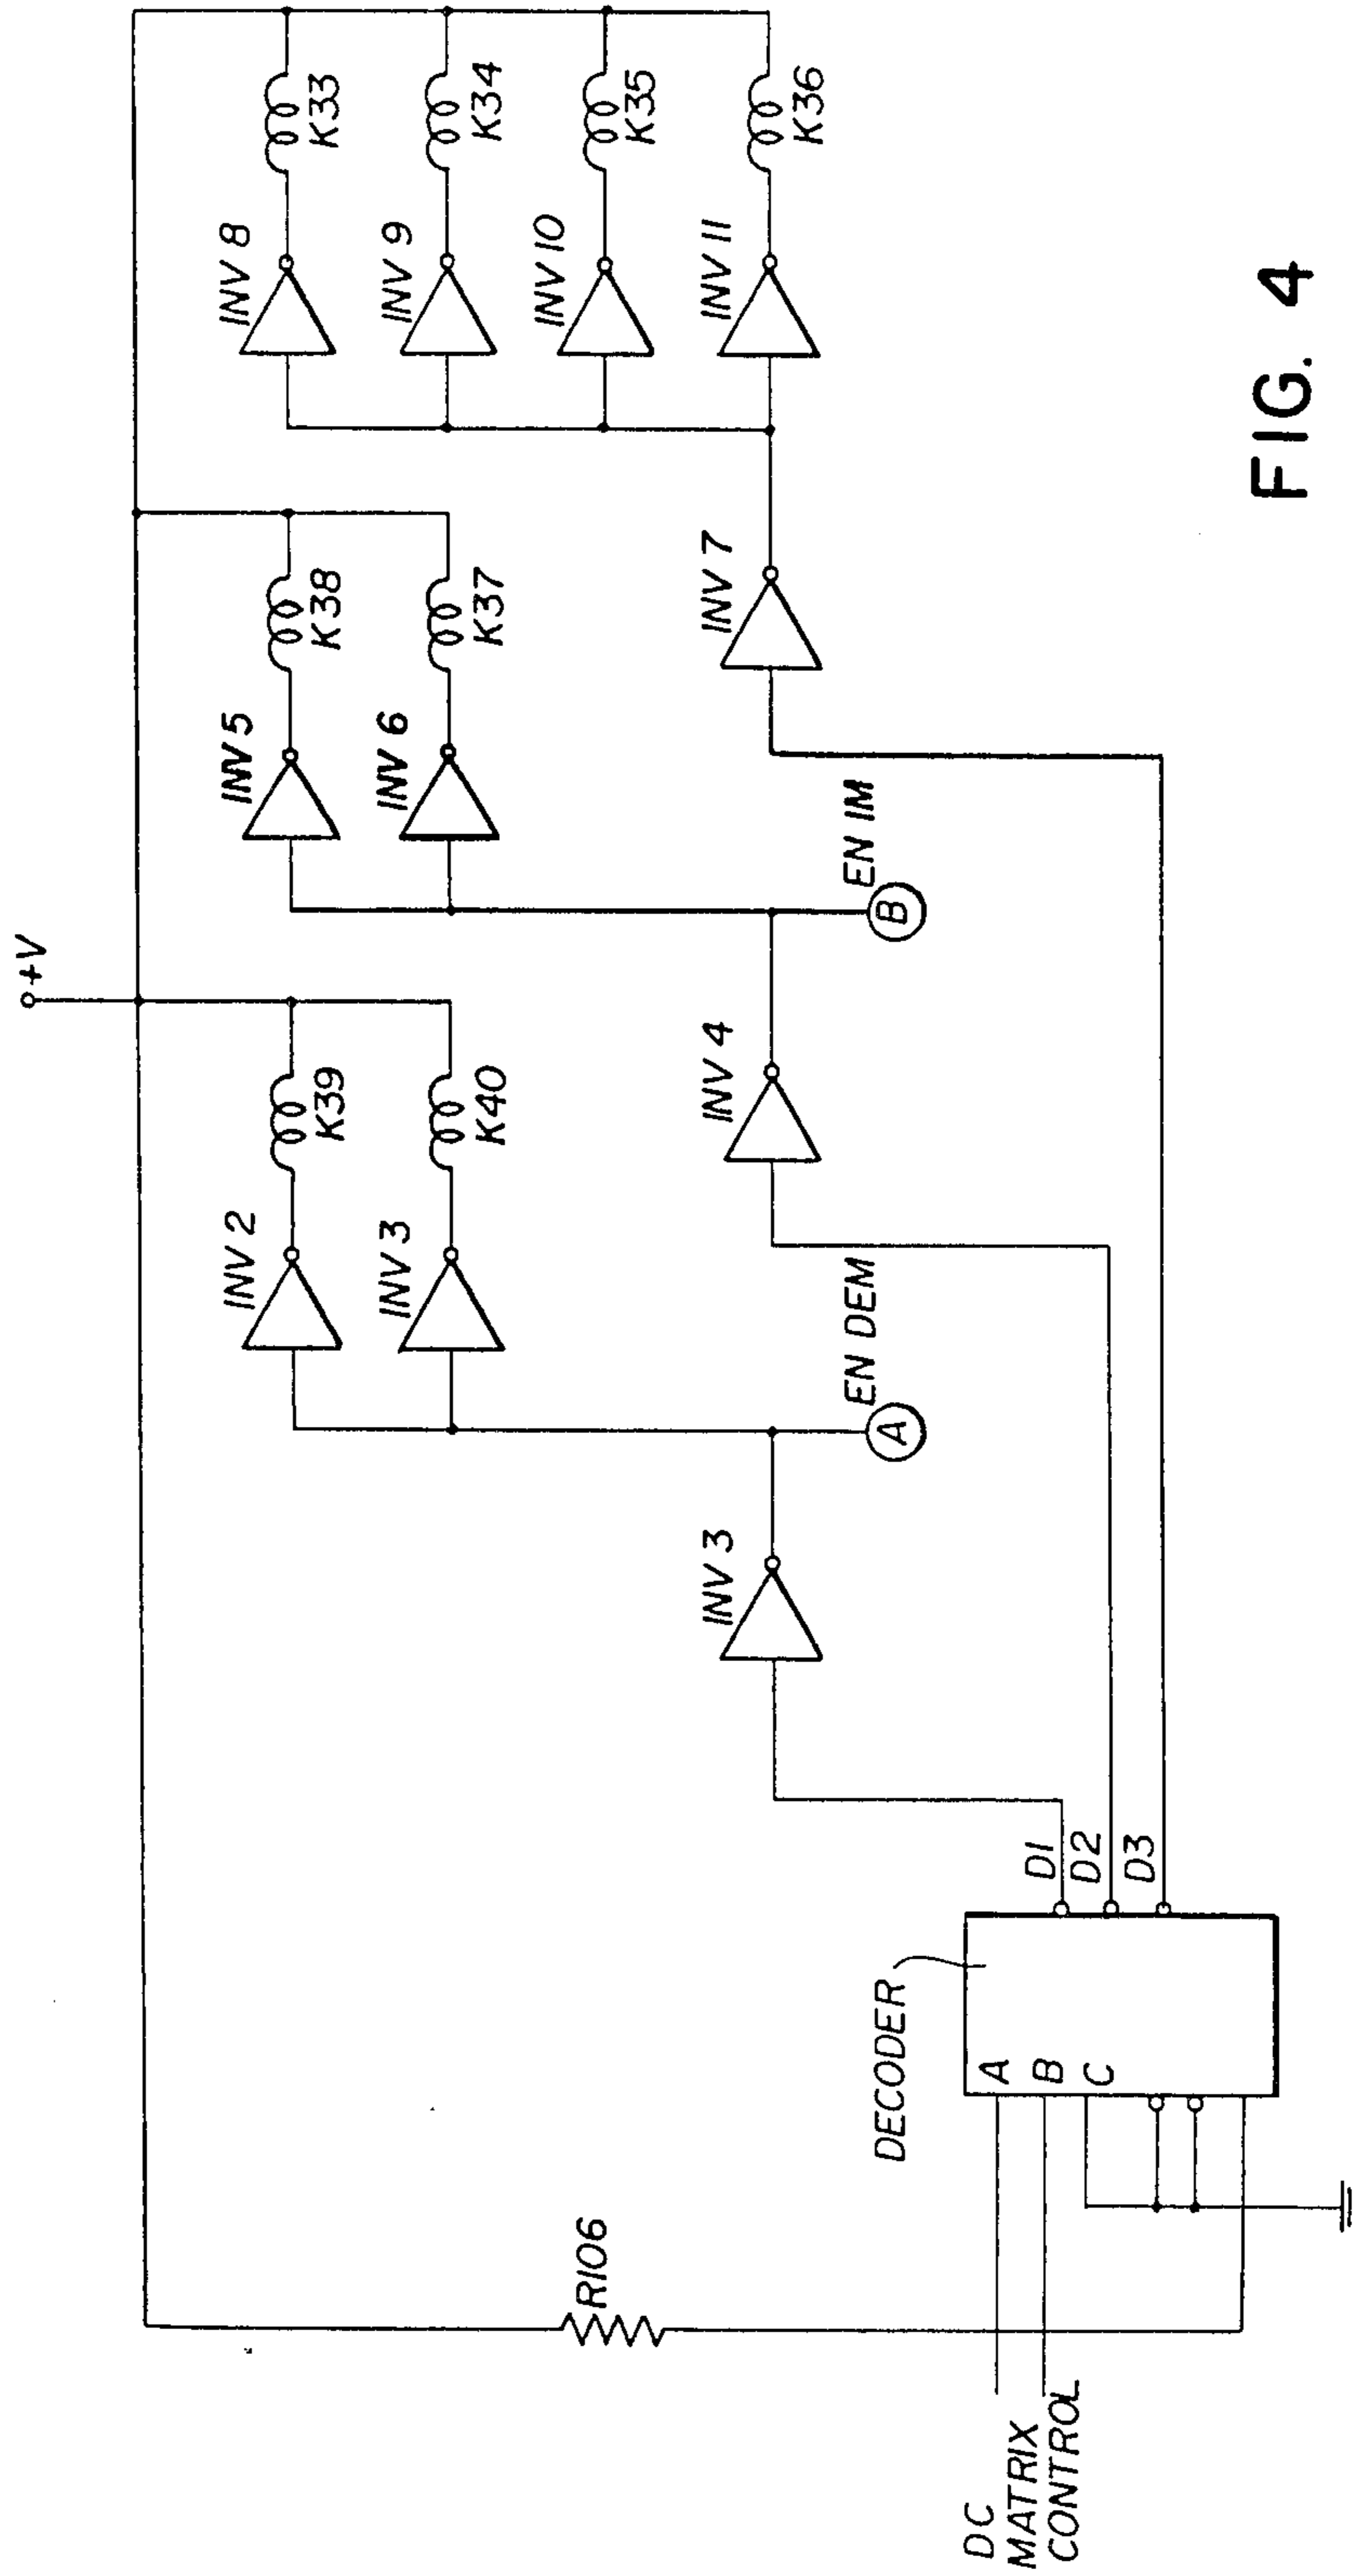 +V
INV 2
K39
INV 3
K40
INV 5
K38
INV 6
K37
INV 8
K33
INV 9
K34
INV 10
K35
INV 11
K36
R106
INV 3
INV 4
INV 7
EN DEM
A
EN IM
B
DC
MATRIX
CONTROL
DECODER
A
B
C
D1
D2
D3
FIG. 4